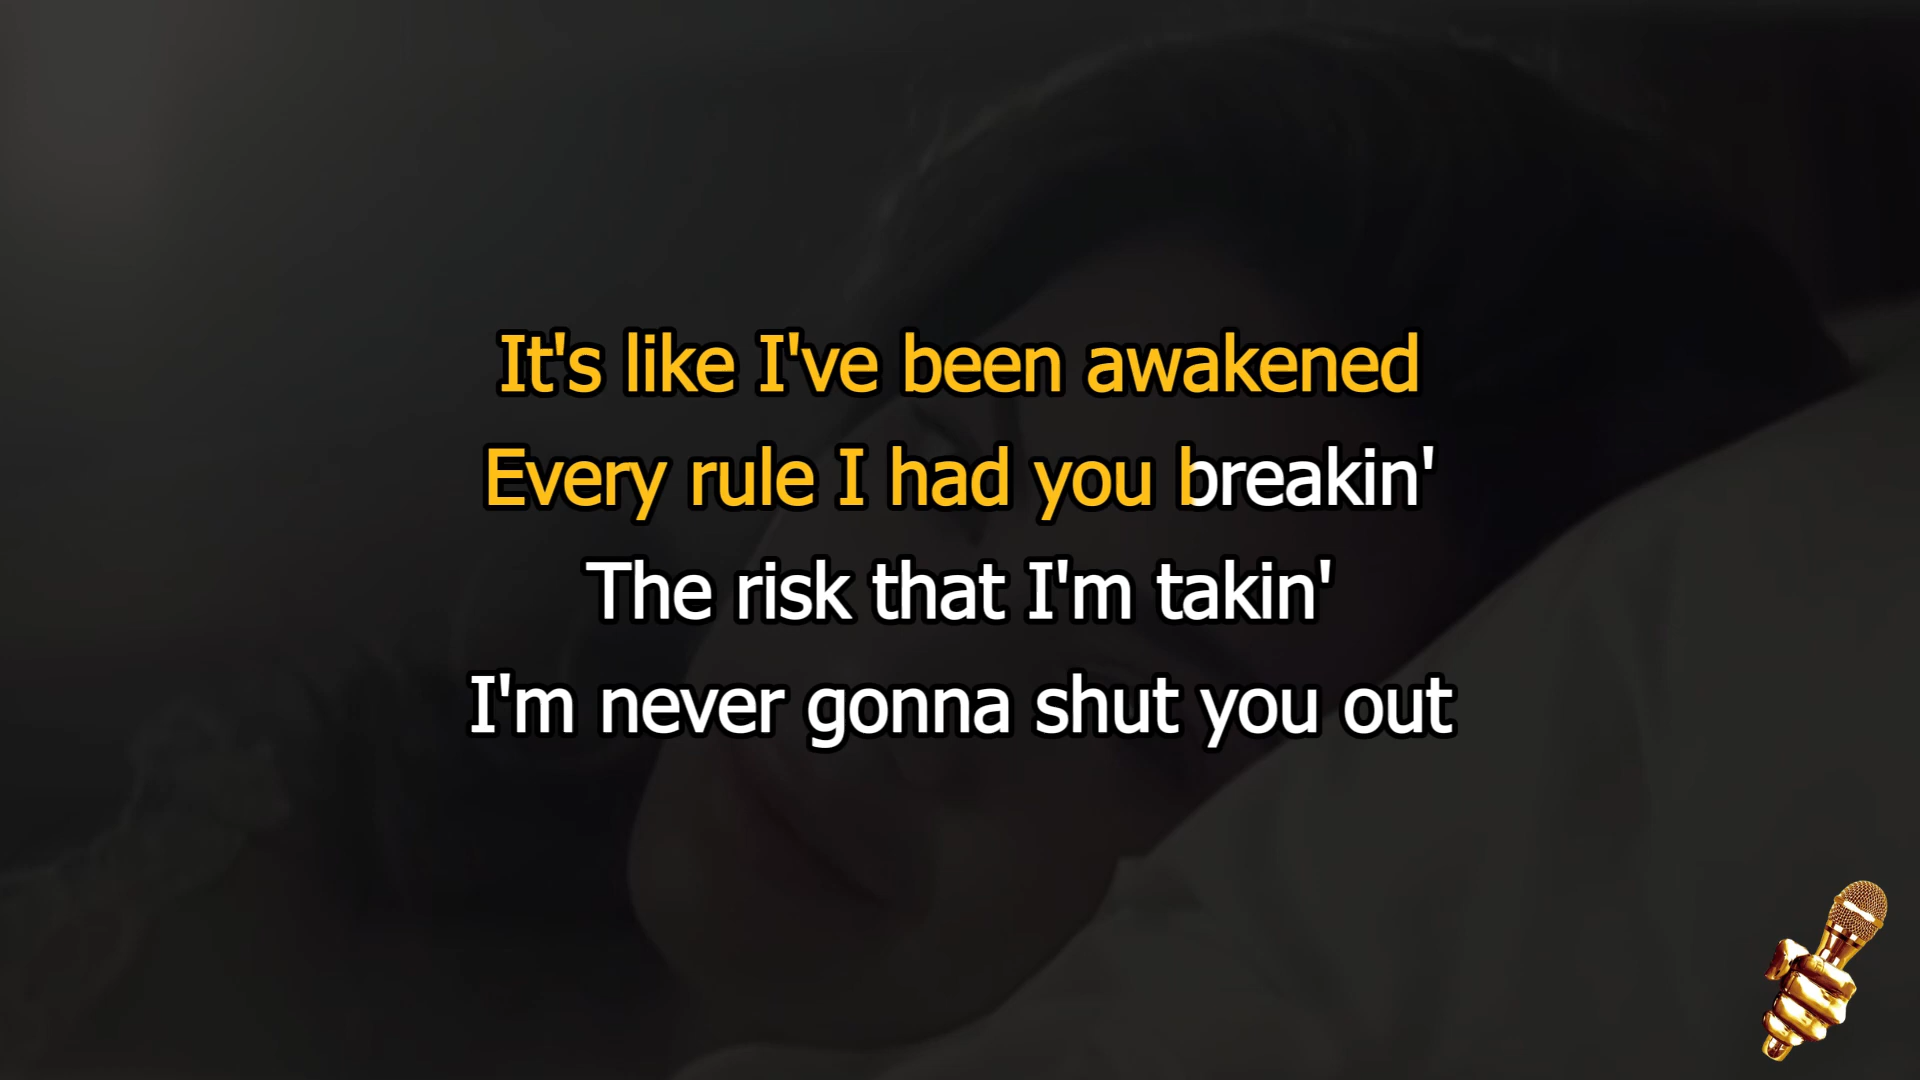 It's like I've been awakened
Every rule I had you breakin'
The risk that I'm takin'
I'm never gonna shut you out